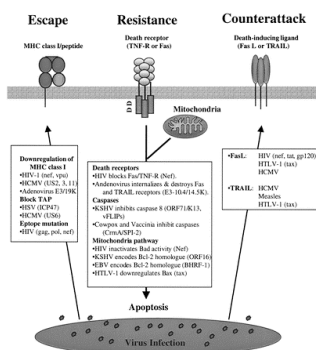 Escape
Resistance
Counterattack
MHC class I/peptide
Death receptor
(TNF-R or Fas)
Death-inducing ligand
(Fas L or TRAIL)
D D
Mitochondria
Downregulation of
MHC class I
•HIV-1 (nef, vpu)
•HCMV (US2, 3, 11)
•Adenovirus E3/19K
Block TAP
•HSV (ICP47)
•HCMV (US6)
Eptope mutation
•HIV (gag, pol, nef)
Death receptors
•HIV blocks Fas/TNF-R (Nef).
•Andenovirus internalizes & destroys Fas
and TRAIL receptors (E3-10.4/14.5K).
Caspases
•KSHV inhibits caspase 8 (ORF71/K13,
vFLIPs)
•Cowpox and Vaccinia inhibit caspases
(CrmA/SPI-2)
Mitochondria pathway
•HIV inactivates Bad activity (Nef)
•KSHV encodes Bcl-2 homologue (ORF16)
•EBV encodes Bcl-2 homologue (BHRF-1)
•HTLV-1 downregulates Bax (tax)
•FasL: HIV (nef, tat, gp120)
HTLV-1 (tax)
HCMV
•TRAIL: HCMV
Measles
HTLV-1 (tax)
Apoptosis
Virus Infection